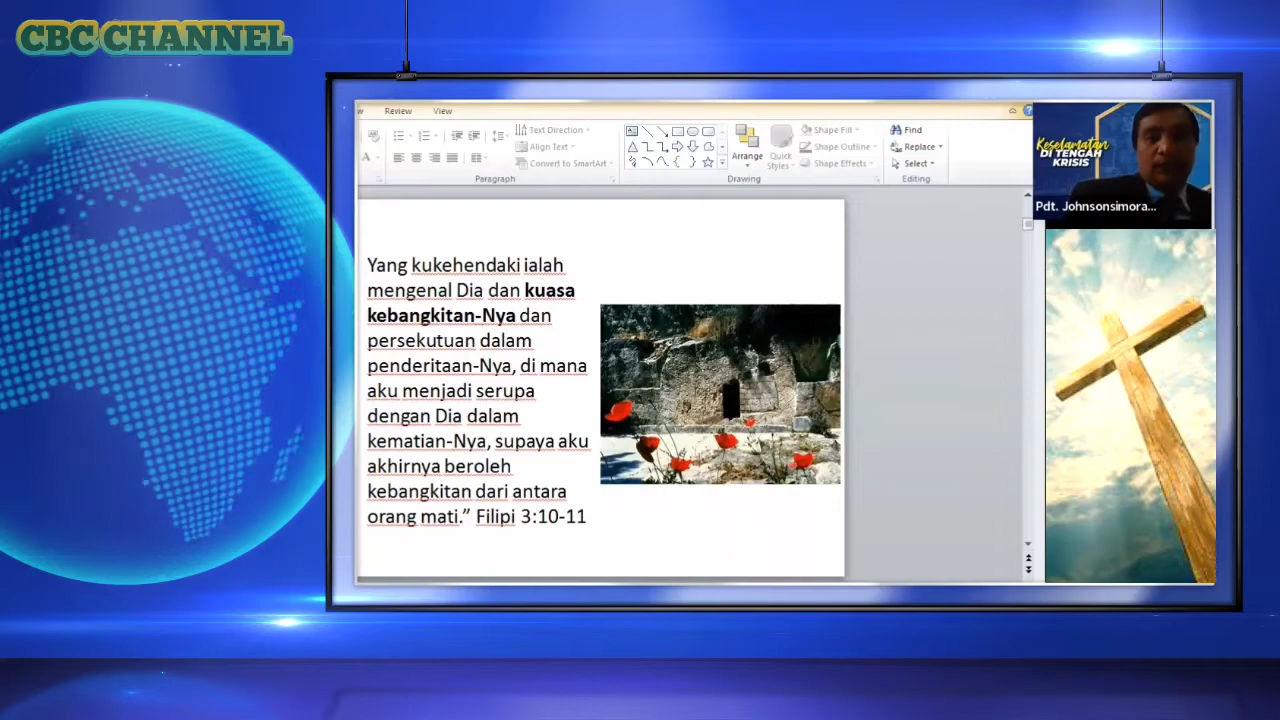 CBC CHANNEL
Review View
Text Direction
Align Text
Convert to SmartArt
Paragraph
Arrange
Quick
Styles
Shape Fill
Shape Outline
Shape Effects
Drawing
Find
Replace
Select
Editing
Keselamatan
DI TENGAH
KRISIS
Pdt. Johnsonsimora...
Yang kukehendaki ialah
mengenal Dia dan kuasa
kebangkitan-Nya dan
persekutuan dalam
penderitaan-Nya, di mana
aku menjadi serupa
dengan Dia dalam
kematian-Nya, supaya aku
akhirnya beroleh
kebangkitan dari antara
orang mati.” Filipi 3:10-11